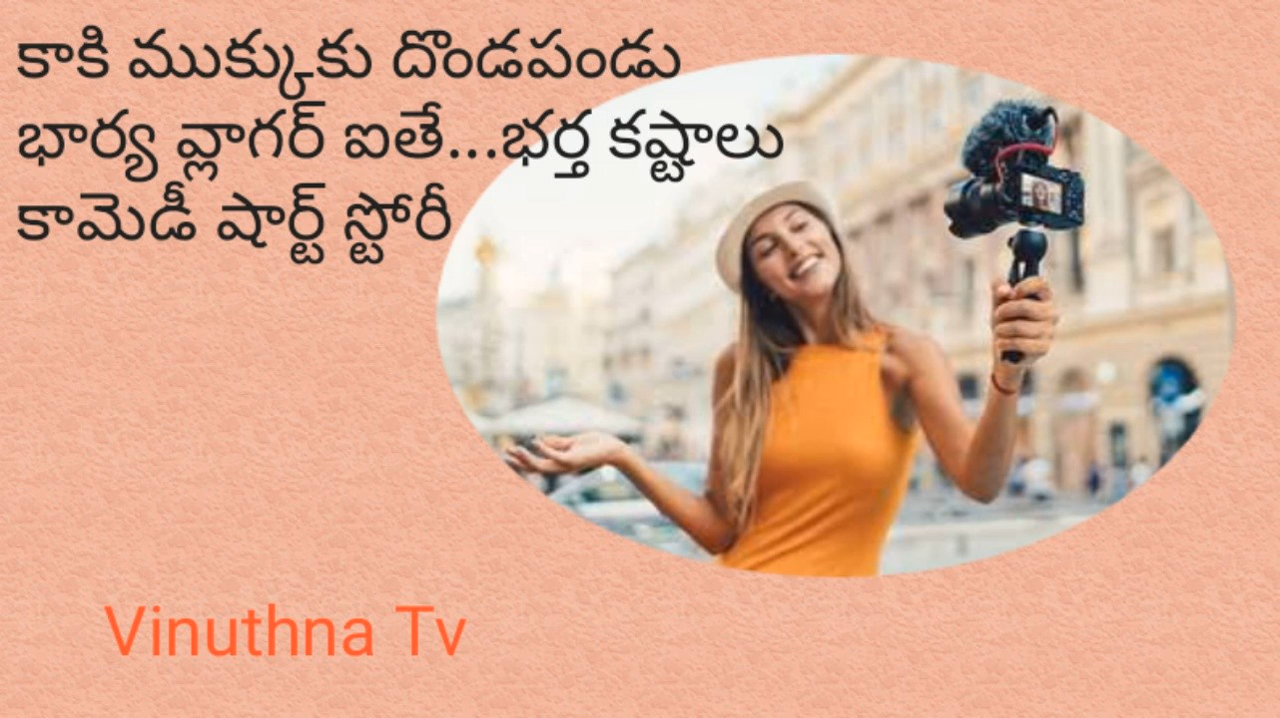 కాకి ముక్కుకు దొండపండు
భార్య వ్లాగర్ ఐతే...భర్త కష్టాలు
కామెడీ షార్ట్ స్టోరీ
Vinuthna Tv